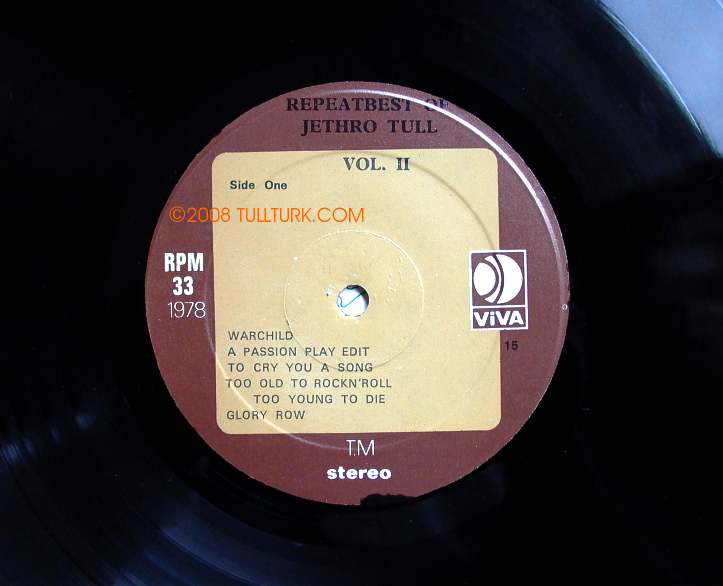 REPEATBEST OF
JETHRO TULL
VOL. II
Side One
©2008 TULLTURK.COM
RPM
33
1978
ViVA
15
WARCHILD
A PASSION PLAY EDIT
TO CRY YOU A SONG
TOO OLD TO ROCKN'ROLL
TOO YOUNG TO DIE
GLORY ROW
T.M
stereo